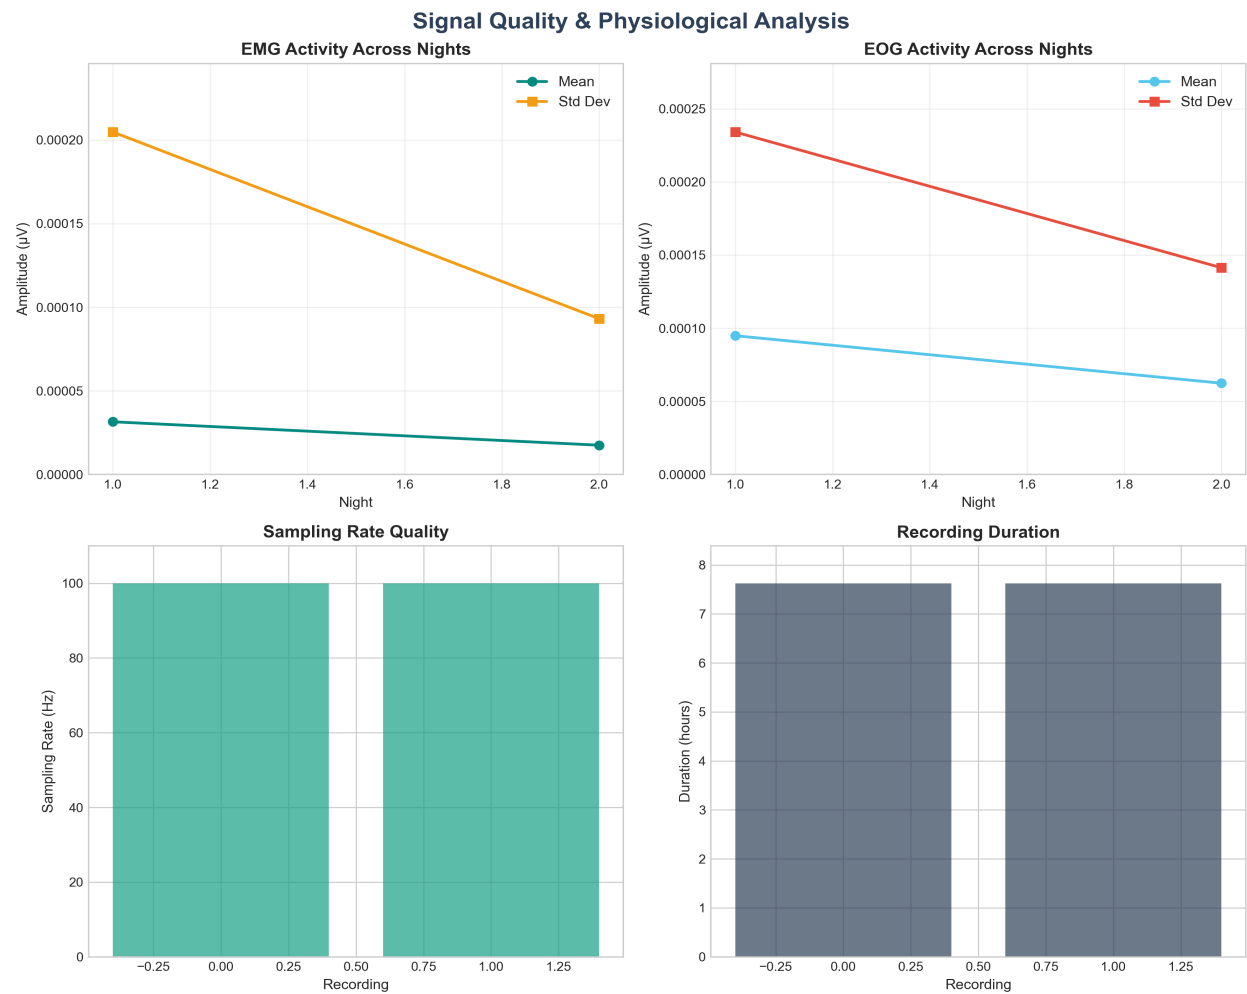 Signal Quality & Physiological Analysis
EMG Activity Across Nights
Mean
Std Dev
Amplitude (µV)
0.00020
0.00015
0.00010
0.00005
0.00000
1.0 1.2 1.4 1.6 1.8 2.0
Night
EOG Activity Across Nights
Mean
Std Dev
Amplitude (µV)
0.00025
0.00020
0.00015
0.00010
0.00005
0.00000
1.0 1.2 1.4 1.6 1.8 2.0
Night
Sampling Rate Quality
Sampling Rate (Hz)
100
80
60
40
20
0
−0.25 0.00 0.25 0.50 0.75 1.00 1.25
Recording
Recording Duration
Duration (hours)
8
7
6
5
4
3
2
1
0
−0.25 0.00 0.25 0.50 0.75 1.00 1.25
Recording